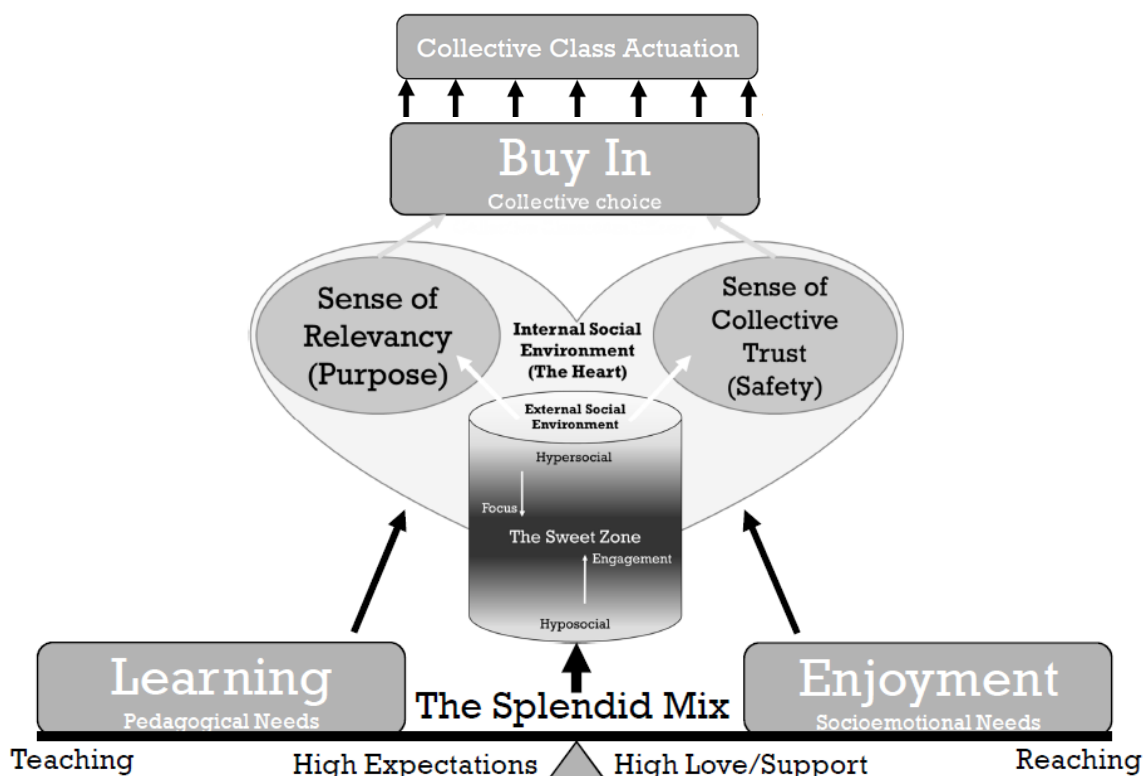 Collective Class Actuation
Buy In
Collective choice
Sense of
Relevancy
(Purpose)
Sense of
Collective
Trust
(Safety)
Internal Social
Environment
(The Heart)
External Social
Environment
Hypersocial
Focus
The Sweet Zone
Engagement
Hyposocial
Learning
Pedagogical Needs
The Splendid Mix
Enjoyment
Socioemotional Needs
Teaching
High Expectations
High Love/Support
Reaching